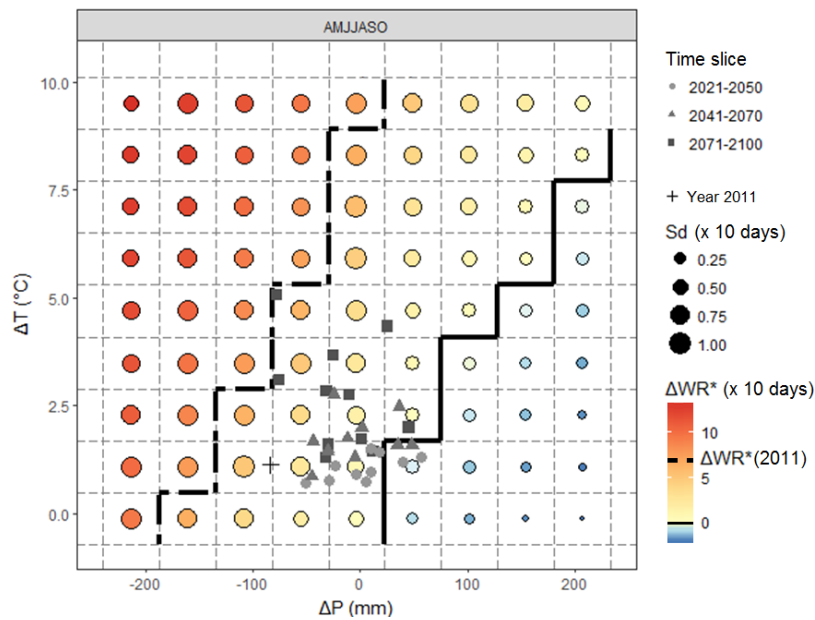 AMJJASO
10.0
7.5
5.0
2.5
0.0
ΔT (°C)
-200
-100
0
100
200
ΔP (mm)
Time slice
2021-2050
2041-2070
2071-2100
Year 2011
Sd (x 10 days)
0.25
0.50
0.75
1.00
ΔWR* (x 10 days)
10
ΔWR*(2011)
5
0